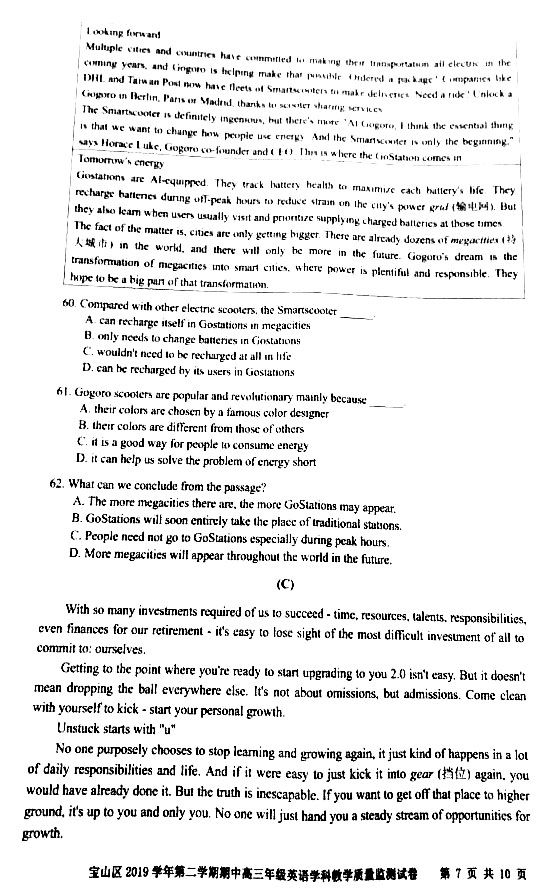 Looking forward
Multiple cities and countries have committed to making their transportation all electric in the
coming years, and Gogoro is helping make that possible. Ordered a package? Companies like
DHL and Taiwan Post now have fleets of Smartscooters to make deliveries. Need a ride? Unlock a
Gogoro in Berlin, Paris or Madrid, thanks to scooter sharing services
The Smartscooter is definitely ingenious, but there's more. "At Gogoro, I think the essential thing
is that we want to change how people use energy. And the Smartscooter is only the beginning,"
says Horace Luke, Gogoro co-founder and CEO. This is where the GoStation comes in
Tomorrow's energy
Gostations are AI-equipped. They track battery health to maximize each battery's life. They
recharge batteries during off-peak hours to reduce strain on the city's power grid (输电网). But
they also learn when users usually visit and prioritize supplying charged batteries at those times
The fact of the matter is, cities are only getting bigger. There are already dozens of megacities (特
大城市) in the world, and there will only be more in the future. Gogoro's dream is the
transformation of megacities into smart cities, where power is plentiful and responsible. They
hope to be a big part of that transformation.
60. Compared with other electric scooters, the Smartscooter ______.
A. can recharge itself in Gostations in megacities
B. only needs to change batteries in Gostations
C. wouldn't need to be recharged at all in life
D. can be recharged by its users in Gostations
61. Gogoro scooters are popular and revolutionary mainly because ______
A. their colors are chosen by a famous color designer
B. their colors are different from those of others
C. it is a good way for people to consume energy
D. it can help us solve the problem of energy short
62. What can we conclude from the passage?
A. The more megacities there are, the more GoStations may appear.
B. GoStations will soon entirely take the place of traditional stations.
C. People need not go to GoStations especially during peak hours.
D. More megacities will appear throughout the world in the future.
(C)
With so many investments required of us to succeed - time, resources, talents, responsibilities,
even finances for our retirement - it's easy to lose sight of the most difficult investment of all to
commit to: ourselves.
Getting to the point where you're ready to start upgrading to you 2.0 isn't easy. But it doesn't
mean dropping the ball everywhere else. It's not about omissions, but admissions. Come clean
with yourself to kick - start your personal growth.
Unstuck starts with "u"
No one purposely chooses to stop learning and growing again, it just kind of happens in a lot
of daily responsibilities and life. And if it were easy to just kick it into gear (挡位) again, you
would have already done it. But the truth is inescapable. If you want to get off that place to higher
ground, it's up to you and only you. No one will just hand you a steady stream of opportunities for
growth.
宝山区 2019 学年第二学期期中高三年级英语学科教学质量监测试卷 第 7 页 共 10 页